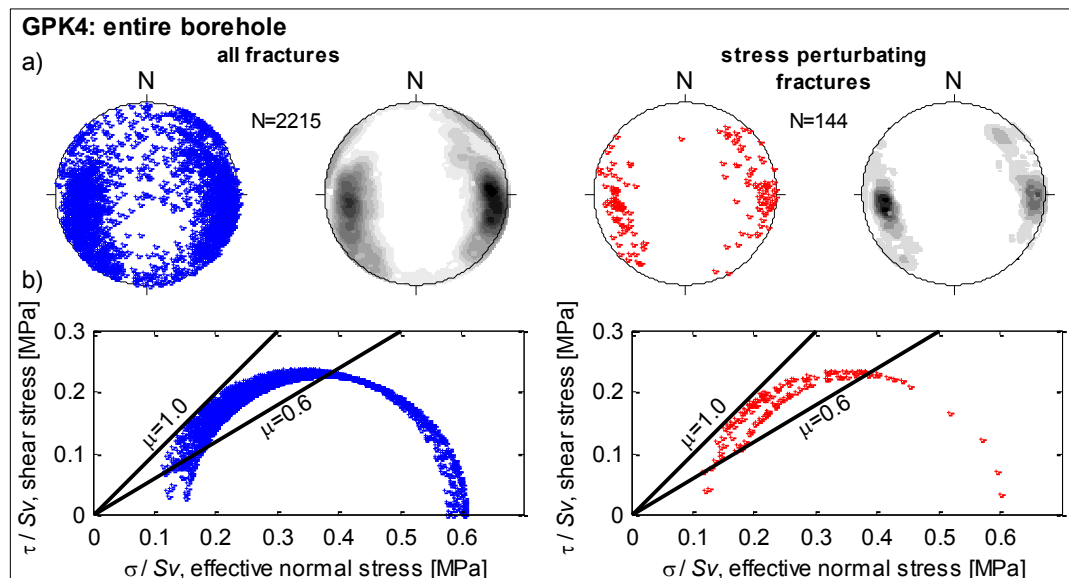 GPK4: entire borehole
a)
all fractures
stress perturbating
fractures
N
N
N
N
N=2215
N=144
b)
τ / Sv, shear stress [MPa]
0.3
0.2
0.1
0
μ=1.0
μ=0.6
0 0.1 0.2 0.3 0.4 0.5 0.6
σ / Sv, effective normal stress [MPa]
τ / Sv, shear stress [MPa]
0.3
0.2
0.1
0
μ=1.0
μ=0.6
0 0.1 0.2 0.3 0.4 0.5 0.6
σ / Sv, effective normal stress [MPa]